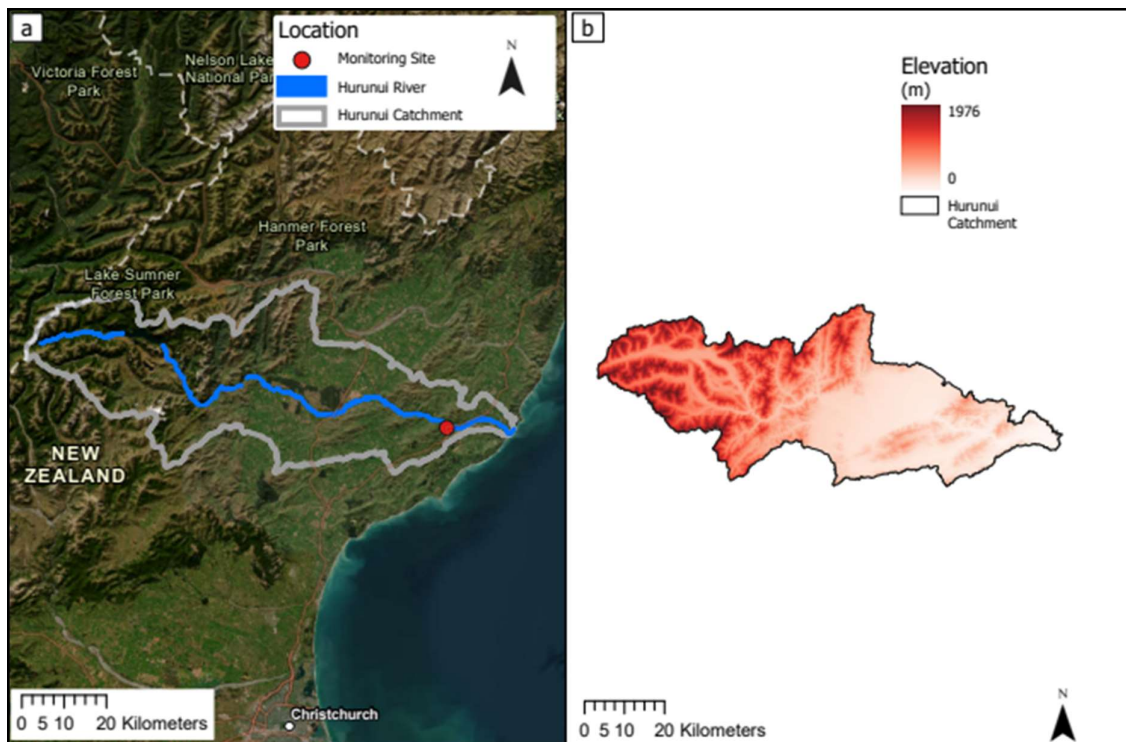 a
Location
Monitoring Site
Hurunui River
Hurunui Catchment
N
Victoria Forest
Park
Nelson Lake
National Par
Hanmer Forest
Park
Lake Sumner
Forest Park
NEW
ZEALAND
Christchurch
0 5 10 20 Kilometers
b
Elevation
(m)
1976
0
Hurunui
Catchment
0 5 10 20 Kilometers
N